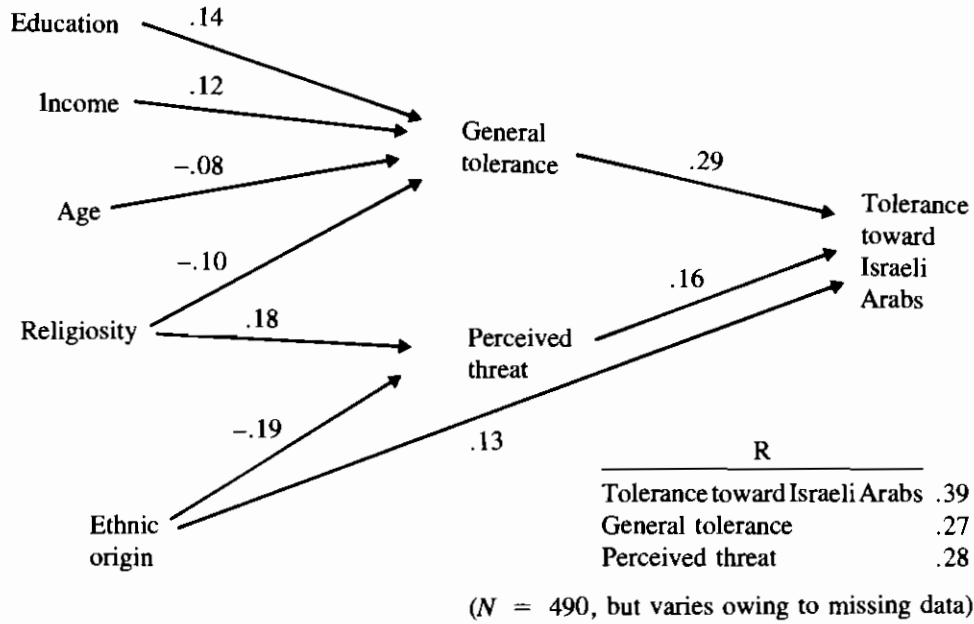 Education
.14
Income
.12
General
tolerance
Age
–.08
.29
Tolerance
toward
Israeli
Arabs
Religiosity
–.10
.18
Perceived
threat
.16
Ethnic
origin
–.19
.13
R
Tolerance toward Israeli Arabs .39
General tolerance .27
Perceived threat .28
(N = 490, but varies owing to missing data)